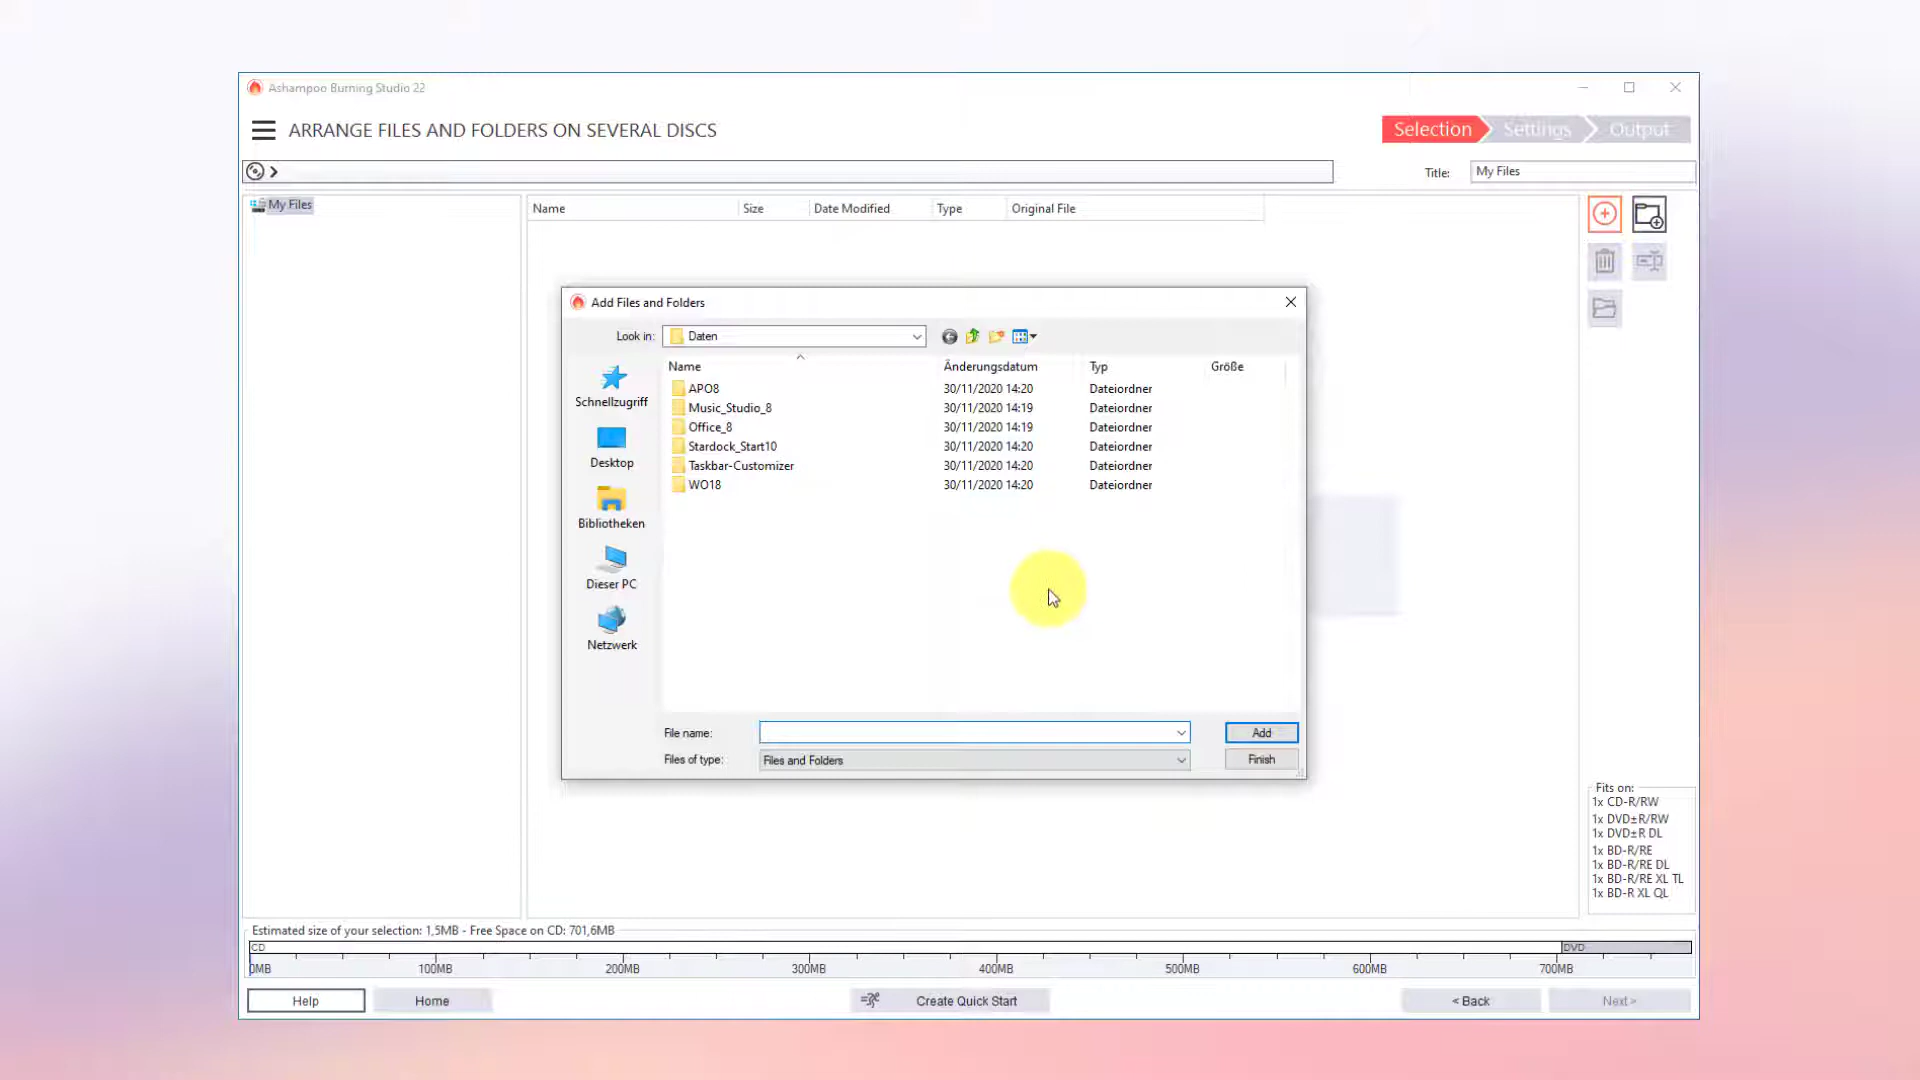 Ashampoo Burning Studio 22
ARRANGE FILES AND FOLDERS ON SEVERAL DISCS
Selection
Settings
Output
Title:
My Files
My Files
Name
Size
Date Modified
Type
Original File
Add Files and Folders
Look in:
Daten
Schnellzugriff
Desktop
Bibliotheken
Dieser PC
Netzwerk
Name Änderungsdatum Typ Größe
APO8 30/11/2020 14:20 Dateiordner
Music_Studio_8 30/11/2020 14:19 Dateiordner
Office_8 30/11/2020 14:19 Dateiordner
Stardock_Start10 30/11/2020 14:20 Dateiordner
Taskbar-Customizer 30/11/2020 14:20 Dateiordner
WO18 30/11/2020 14:20 Dateiordner
File name:
Add
Files of type:
Files and Folders
Finish
Fits on:
1x CD-R/RW
1x DVD±R/RW
1x DVD±R DL
1x BD-R/RE
1x BD-R/RE DL
1x BD-R/RE XL TL
1x BD-R XL QL
Estimated size of your selection: 1,5MB - Free Space on CD: 701,6MB
CD
DVD
0MB 100MB 200MB 300MB 400MB 500MB 600MB 700MB
Help
Home
Create Quick Start
< Back
Next >